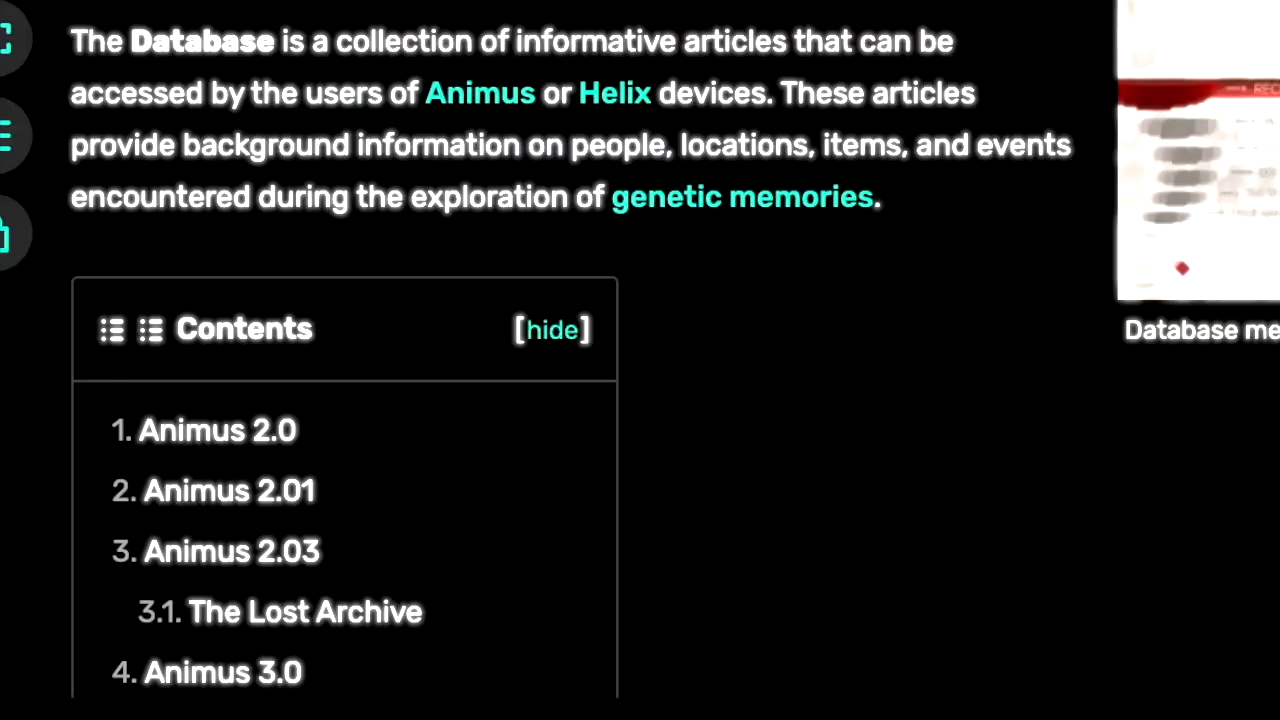 The Database is a collection of informative articles that can be
accessed by the users of Animus or Helix devices. These articles
provide background information on people, locations, items, and events
encountered during the exploration of genetic memories.
Contents [hide]
1. Animus 2.0
2. Animus 2.01
3. Animus 2.03
3.1. The Lost Archive
4. Animus 3.0
REC
Database me